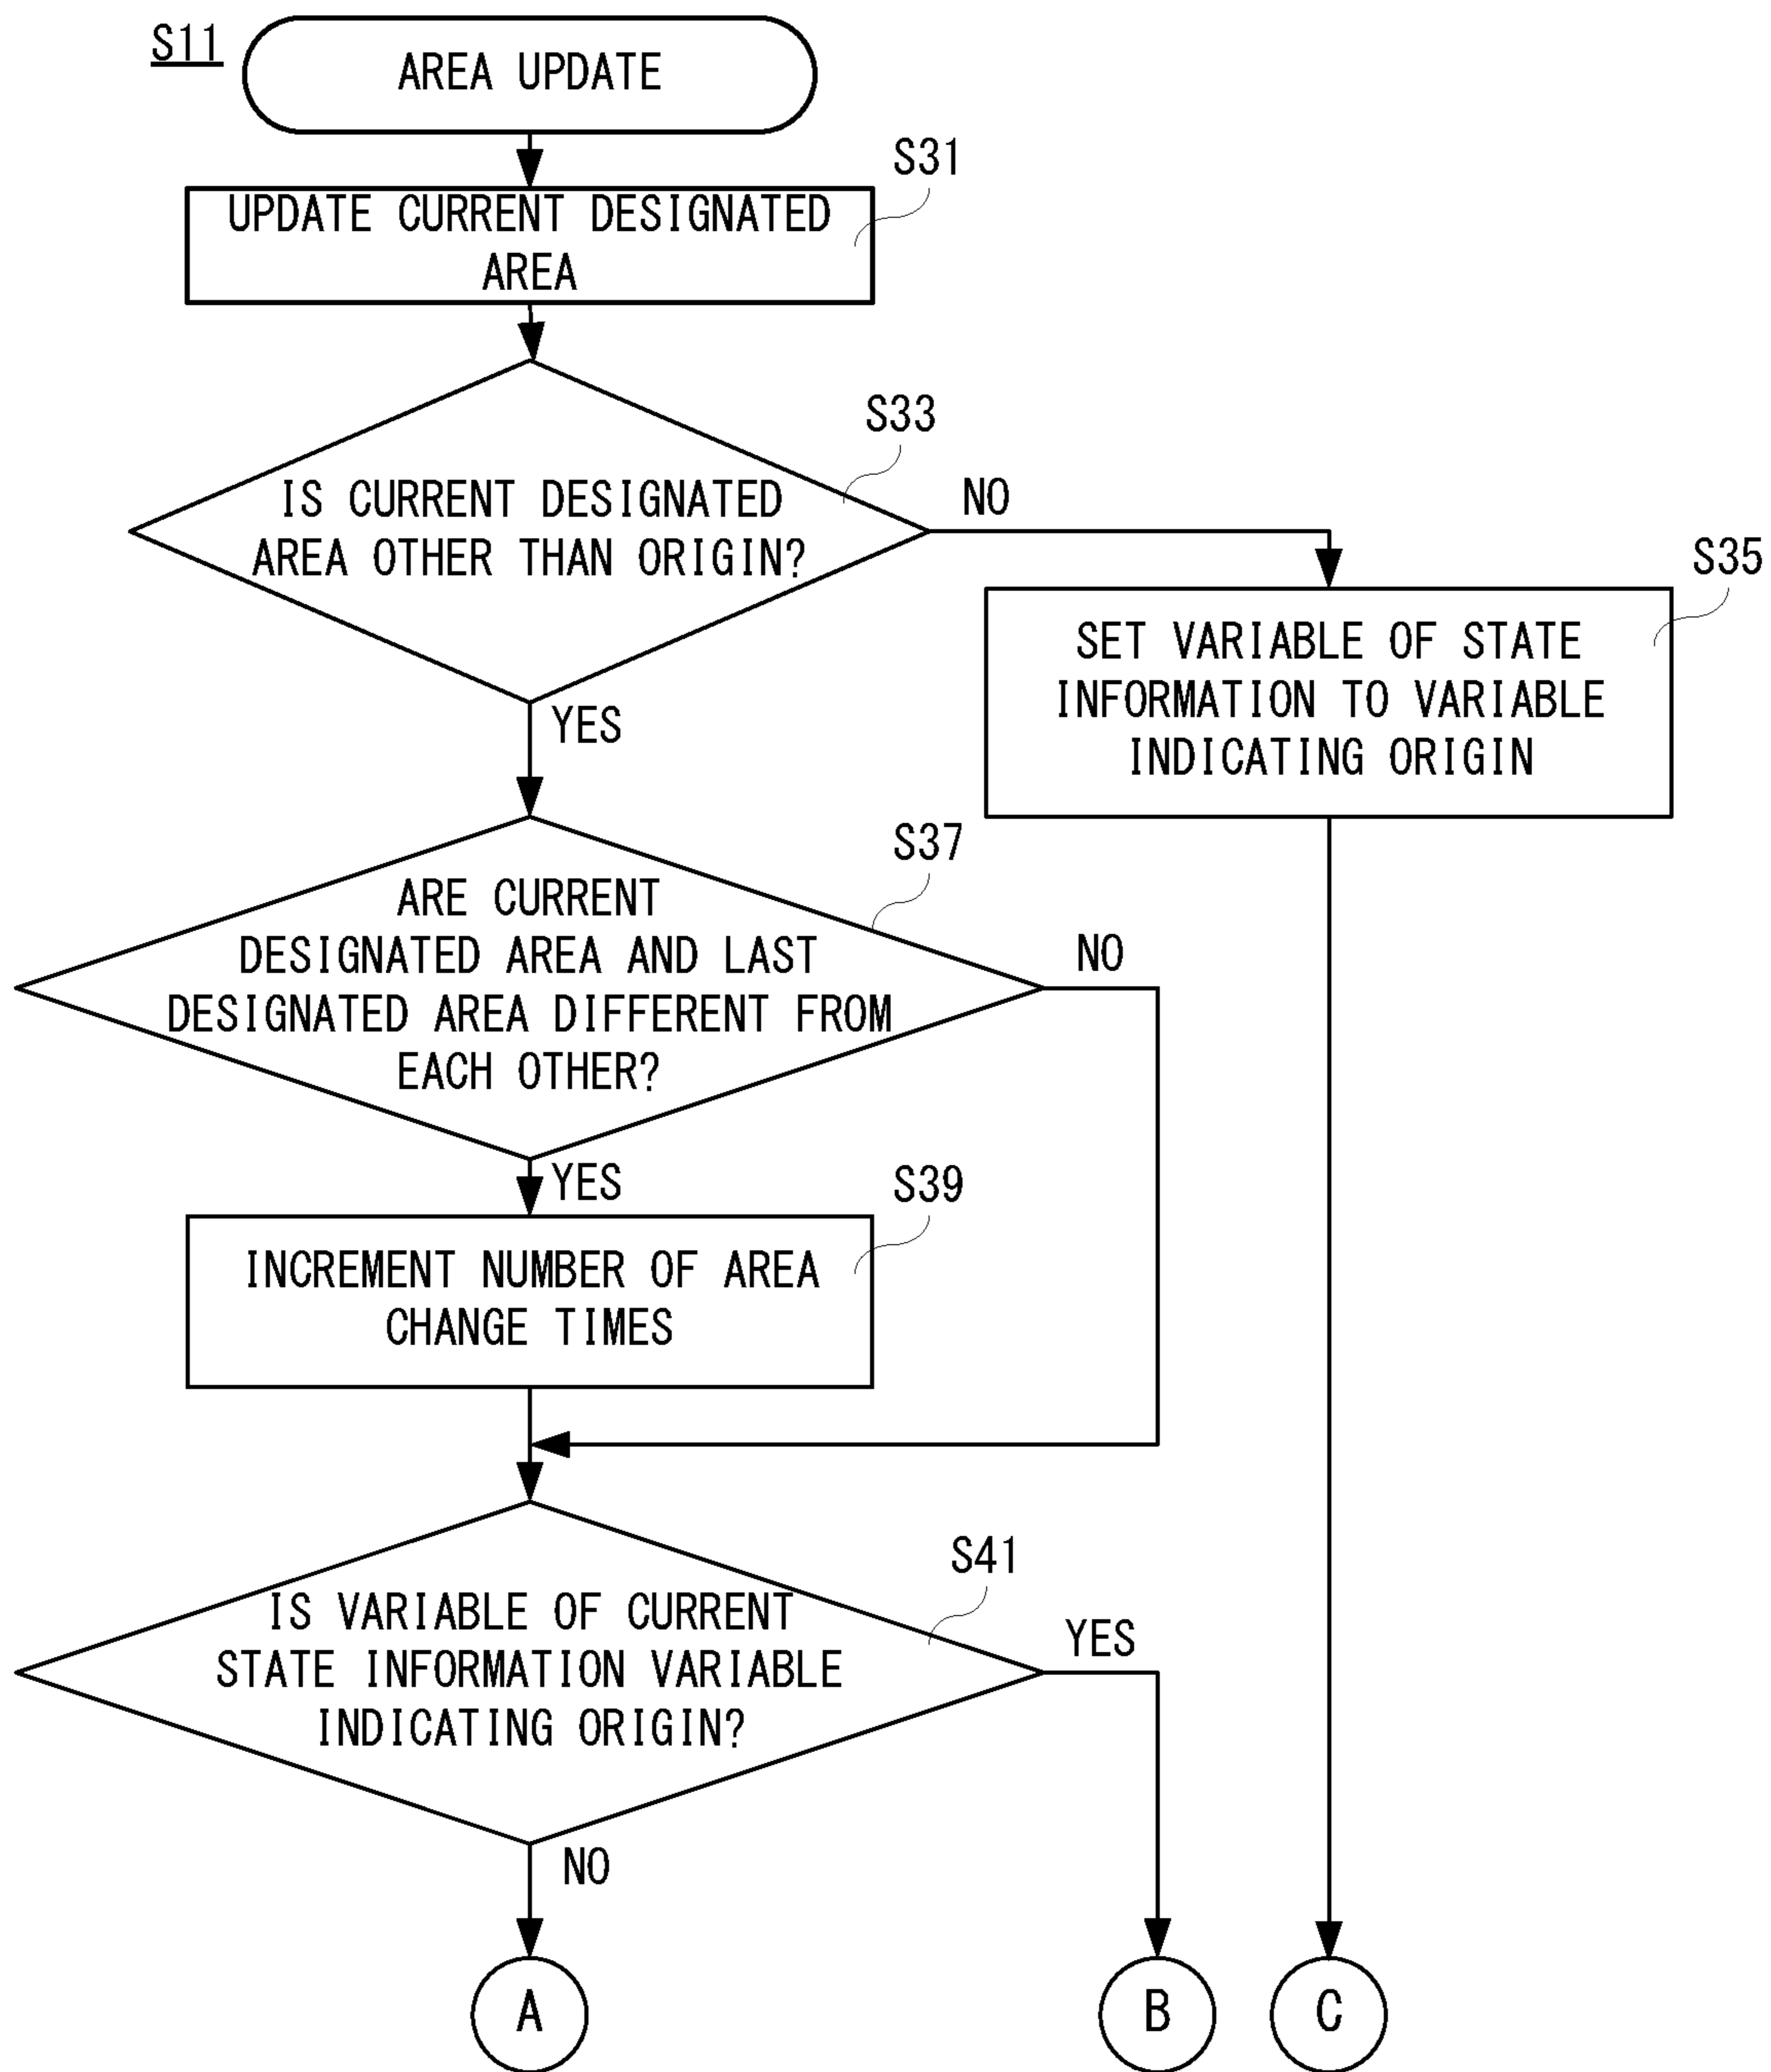 S11
AREA UPDATE
S31
UPDATE CURRENT DESIGNATED
AREA
S33
IS CURRENT DESIGNATED
AREA OTHER THAN ORIGIN?
NO
S35
SET VARIABLE OF STATE
INFORMATION TO VARIABLE
INDICATING ORIGIN
YES
S37
ARE CURRENT
DESIGNATED AREA AND LAST
DESIGNATED AREA DIFFERENT FROM
EACH OTHER?
NO
YES
S39
INCREMENT NUMBER OF AREA
CHANGE TIMES
S41
IS VARIABLE OF CURRENT
STATE INFORMATION VARIABLE
INDICATING ORIGIN?
YES
NO
A
B
C